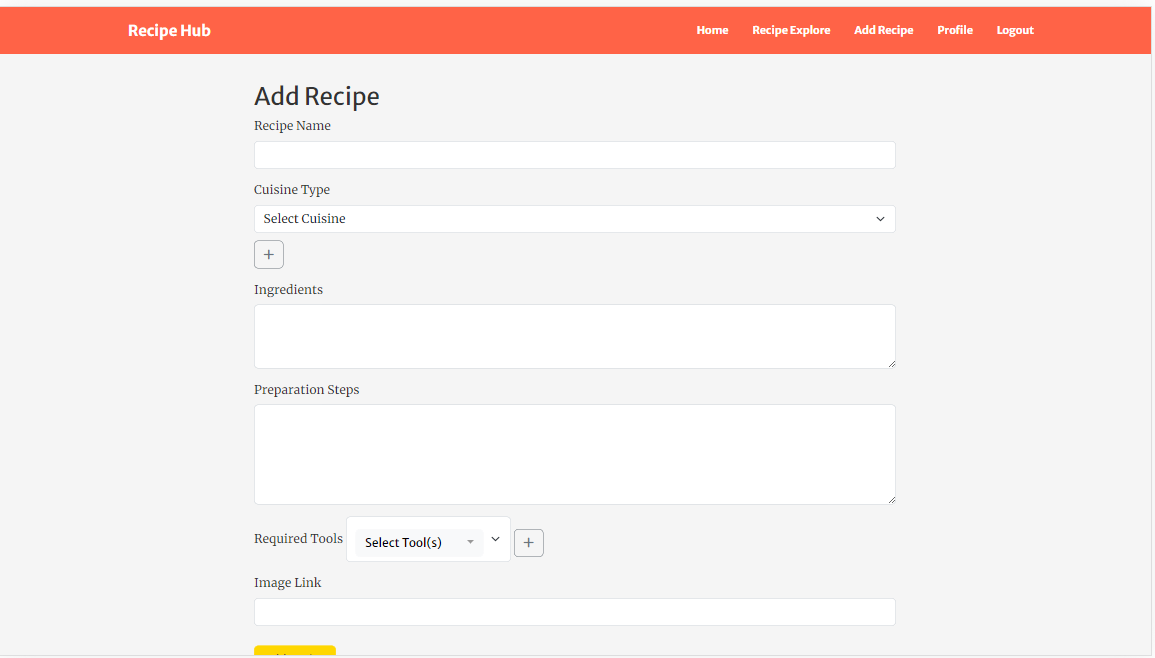 Recipe Hub
Home Recipe Explore Add Recipe Profile Logout
Add Recipe
Recipe Name
Cuisine Type
Select Cuisine
+
Ingredients
Preparation Steps
Required Tools Select Tool(s) +
Image Link